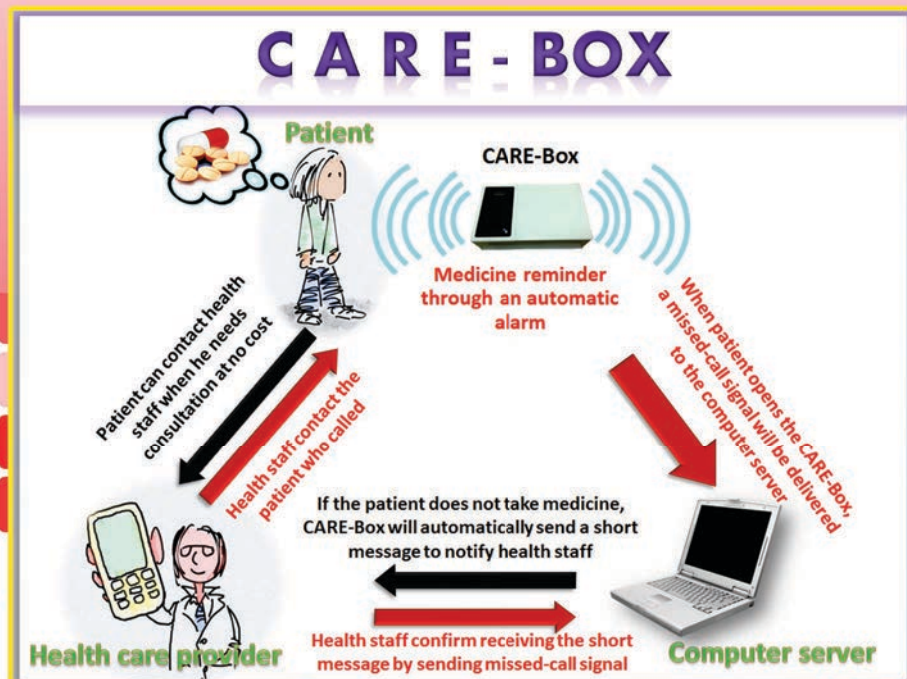 CARE-BOX
Patient
CARE-Box
Medicine reminder
through an automatic
alarm
Patient can contact health
staff when he needs
consultation at no cost
Health staff contact the
patient who called
When patient opens the CARE-Box,
a missed-call signal will be delivered
to the computer server
If the patient does not take medicine,
CARE-Box will automatically send a short
message to notify health staff
Health staff confirm receiving the short
message by sending missed-call signal
Health care provider
Computer server